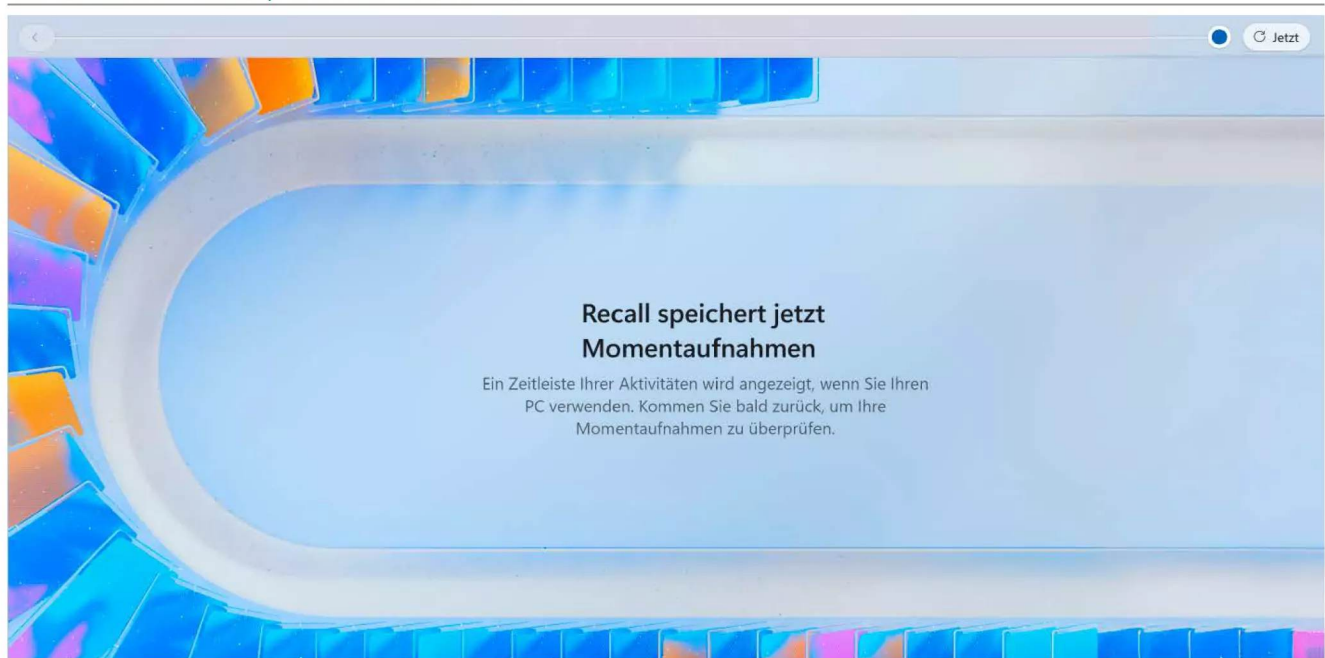 Jetzt
Recall speichert jetzt
Momentaufnahmen
Ein Zeitleiste Ihrer Aktivitäten wird angezeigt, wenn Sie Ihren
PC verwenden. Kommen Sie bald zurück, um Ihre
Momentaufnahmen zu überprüfen.